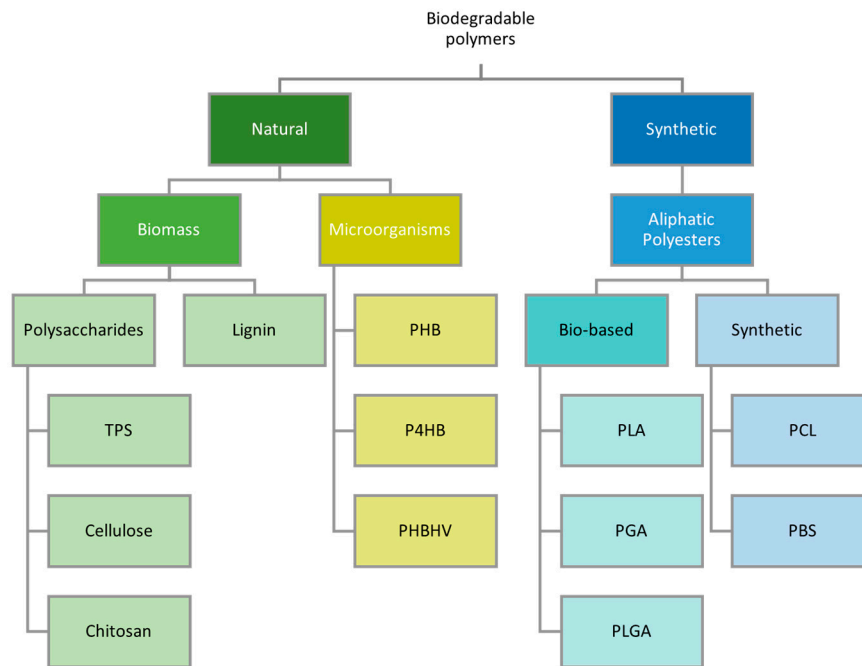 Biodegradable
polymers
Natural
Synthetic
Biomass
Microorganisms
Aliphatic
Polyesters
Polysaccharides
Lignin
PHB
Bio-based
Synthetic
TPS
P4HB
PLA
PCL
Cellulose
PHBHV
PGA
PBS
Chitosan
PLGA